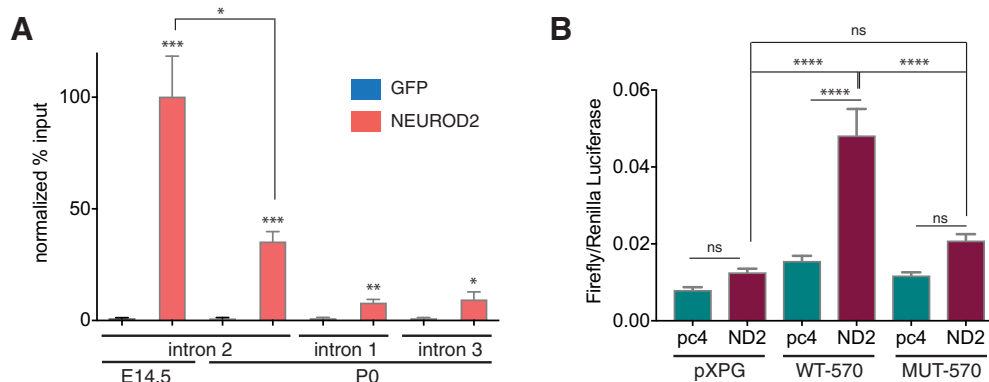 A
normalized % input
100
50
0
*
***
***
**
*
GFP
NEUROD2
intron 2
intron 1
intron 3
E14.5
P0
B
Firefly/Renilla Luciferase
0.06
0.04
0.02
0.00
ns
****
****
****
ns
ns
pc4 ND2 pc4 ND2 pc4 ND2
pXPG WT-570 MUT-570